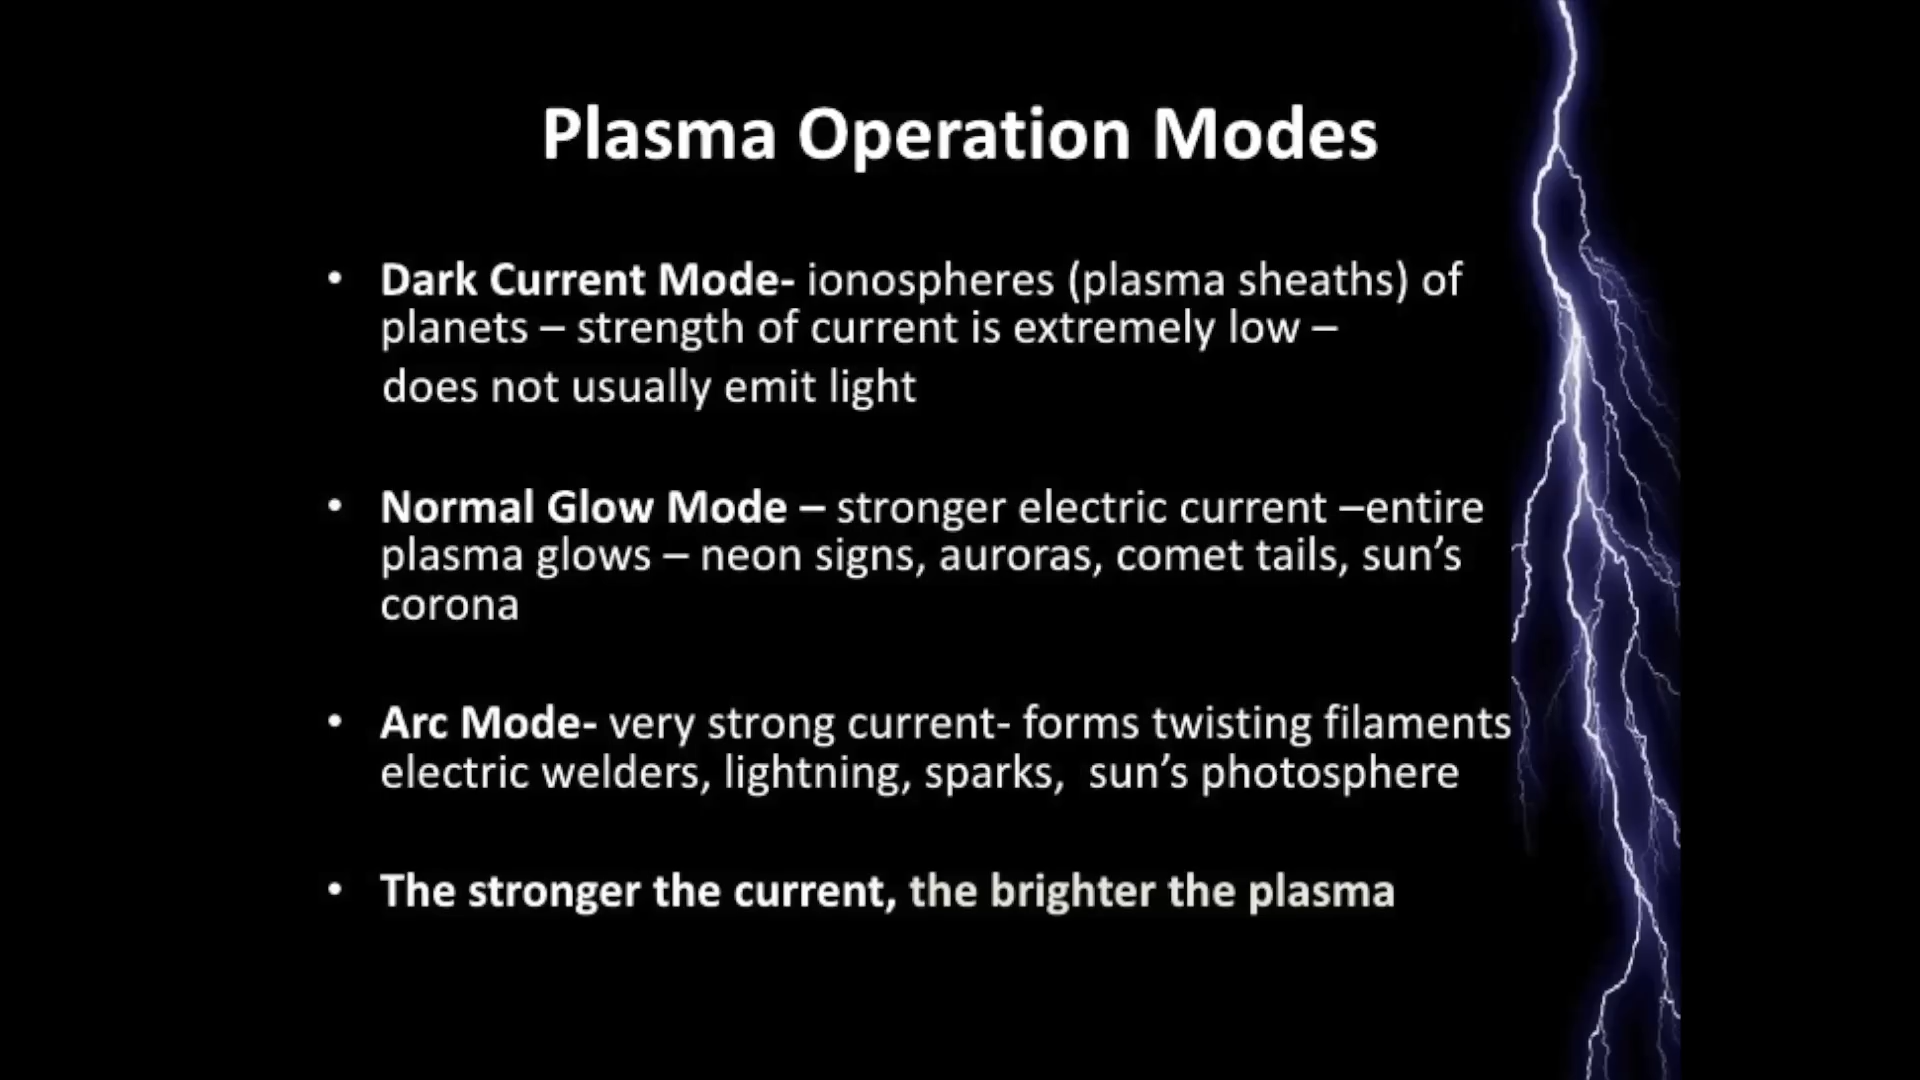 Plasma Operation Modes
• Dark Current Mode- ionospheres (plasma sheaths) of
planets – strength of current is extremely low –
does not usually emit light
• Normal Glow Mode – stronger electric current –entire
plasma glows – neon signs, auroras, comet tails, sun’s
corona
• Arc Mode- very strong current- forms twisting filaments
electric welders, lightning, sparks,  sun’s photosphere
• The stronger the current, the brighter the plasma